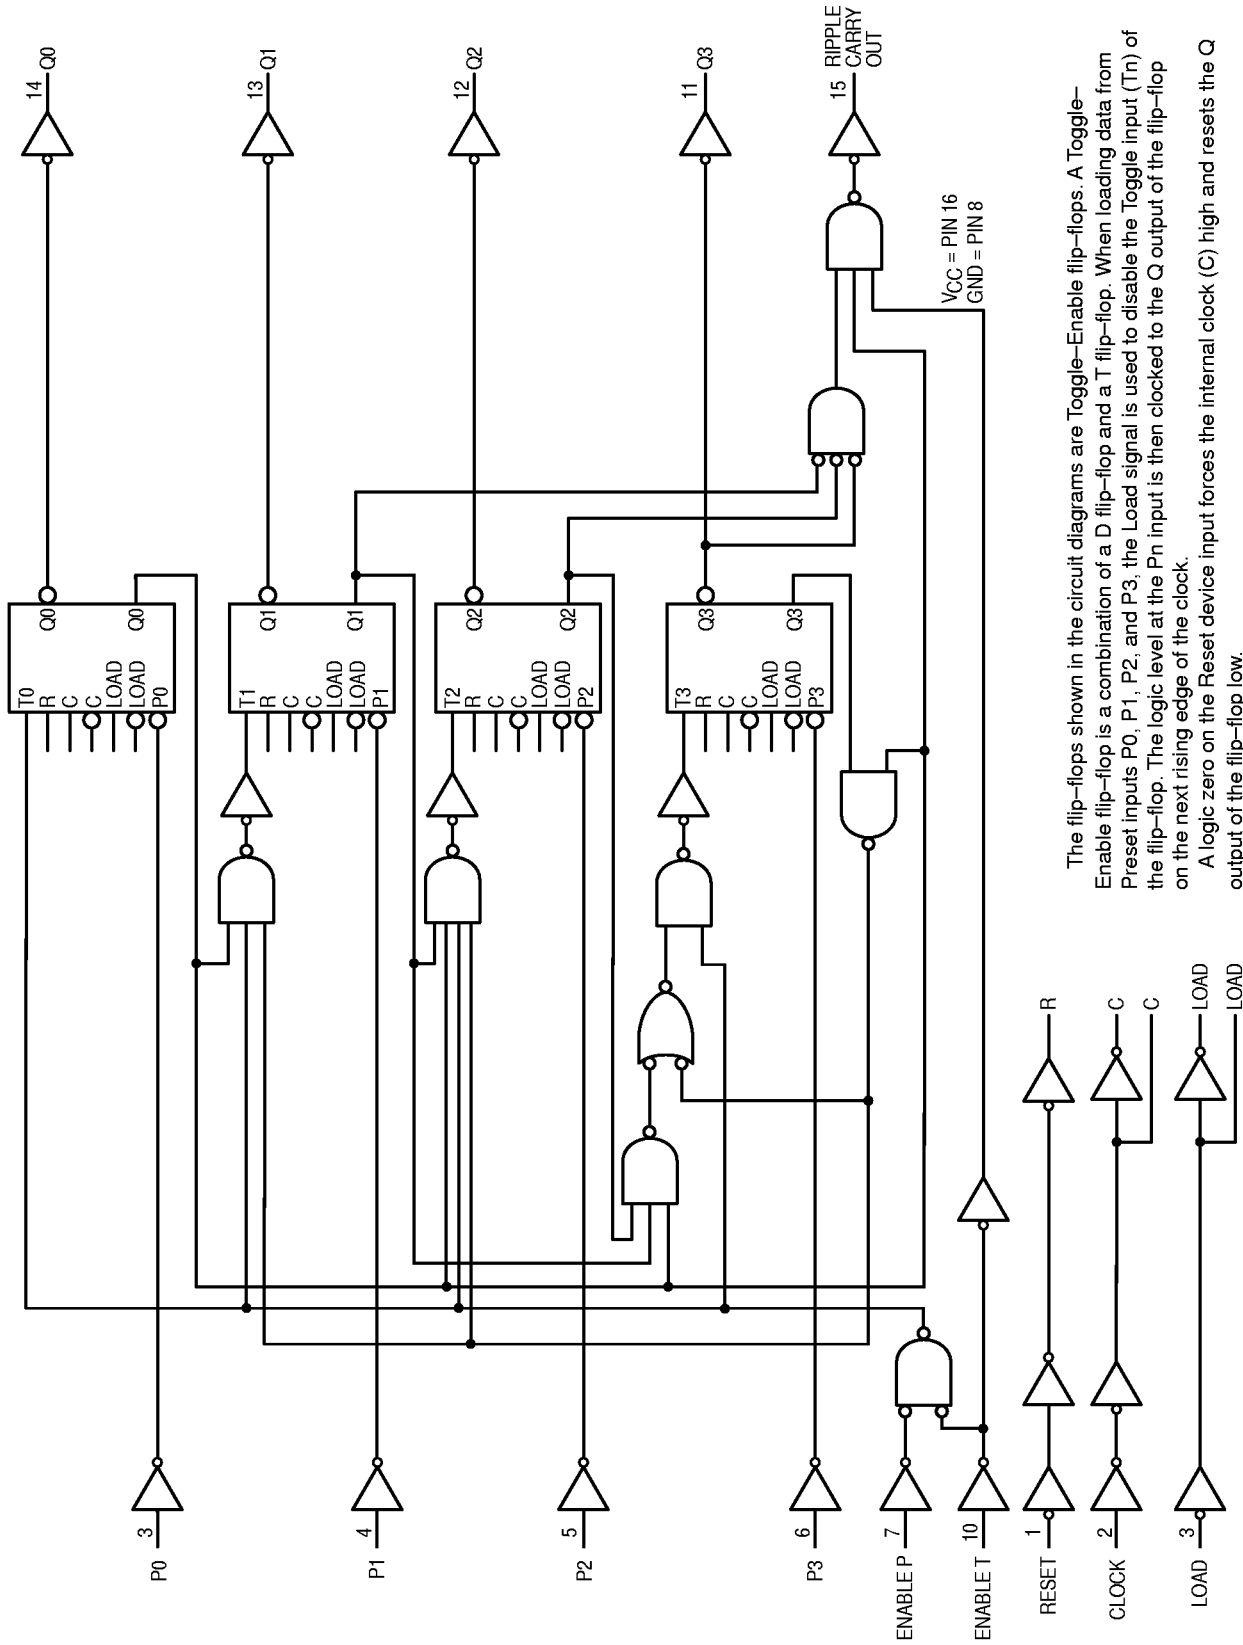 14 Q0
13 Q1
12 Q2
11 Q3
15
RIPPLE
CARRY
OUT
Q0
Q0
T0
R
C
C
LOAD
LOAD
P0
Q1
Q1
T1
R
C
C
LOAD
LOAD
P1
Q2
Q2
T2
R
C
C
LOAD
LOAD
P2
Q3
Q3
T3
R
C
C
LOAD
LOAD
P3
VCC = PIN 16
GND = PIN 8
P0 3
P1 4
P2 5
P3 6
ENABLE P 7
ENABLE T 10
RESET 1
R
CLOCK 2
C
C
LOAD 3
LOAD
LOAD
The flip–flops shown in the circuit diagrams are Toggle–Enable flip–flops. A Toggle–
Enable flip–flop is a combination of a D flip–flop and a T flip–flop. When loading data from
Preset inputs P0, P1, P2, and P3, the Load signal is used to disable the Toggle input (Tn) of
the flip–flop. The logic level at the Pn input is then clocked to the Q output of the flip–flop
on the next rising edge of the clock.
A logic zero on the Reset device input forces the internal clock (C) high and resets the Q
output of the flip–flop low.